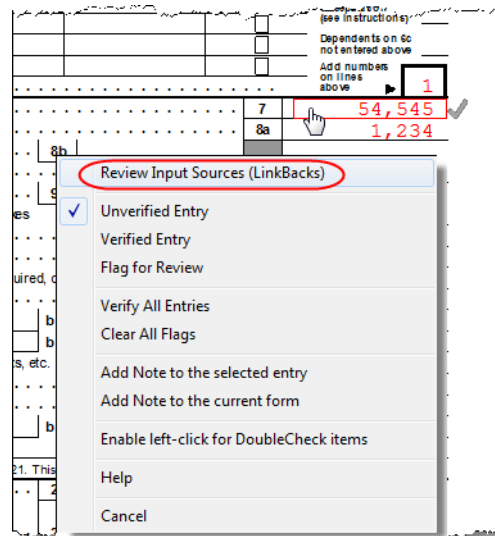 (see instructions)
Dependents on 6c
not entered above
Add numbers
on lines
above
1
7 54,545
8a 1,234
8b
Review Input Sources (LinkBacks)
9
es
Unverified Entry
Verified Entry
Flag for Review
uired, c
Verify All Entries
b
Clear All Flags
b
s, etc.
Add Note to the selected entry
Add Note to the current form
b
Enable left-click for DoubleCheck items
21. This
Help
2
Cancel